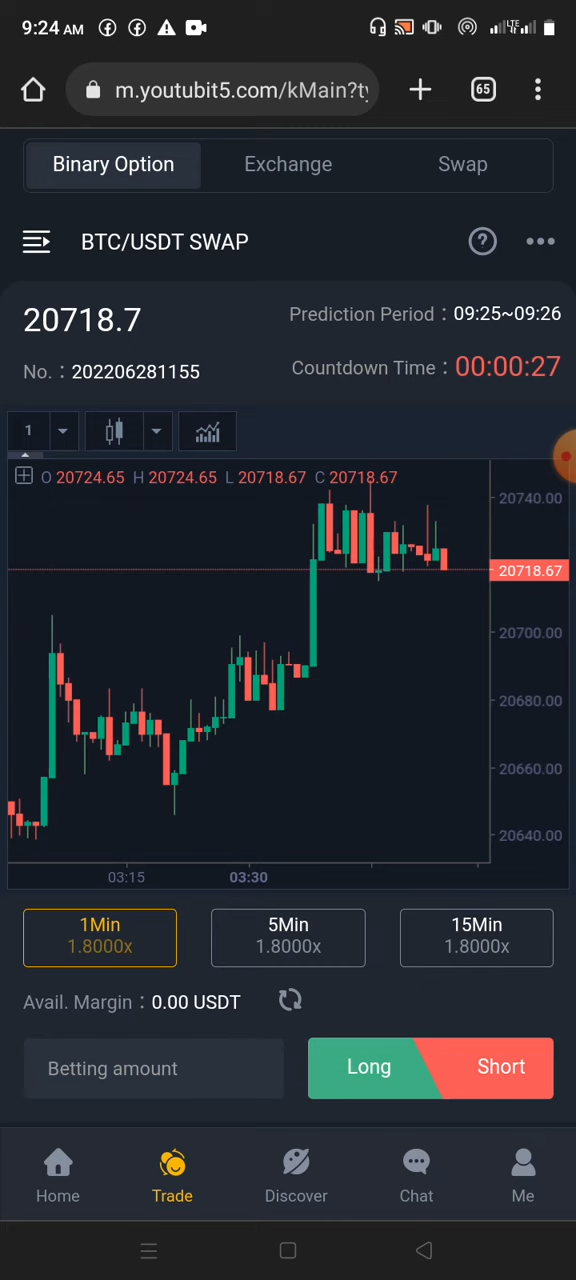 9:24 AM
LTE
m.youtubit5.com/kMain?ty
65
Binary Option
Exchange
Swap
BTC/USDT SWAP
20718.7
Prediction Period：09:25~09:26
No.：202206281155
Countdown Time：00:00:27
1
O 20724.65 H 20724.65 L 20718.67 C 20718.67
20740.00
20718.67
20700.00
20680.00
20660.00
20640.00
03:15
03:30
1Min
1.8000x
5Min
1.8000x
15Min
1.8000x
Avail. Margin：0.00 USDT
Betting amount
Long
Short
Home
Trade
Discover
Chat
Me